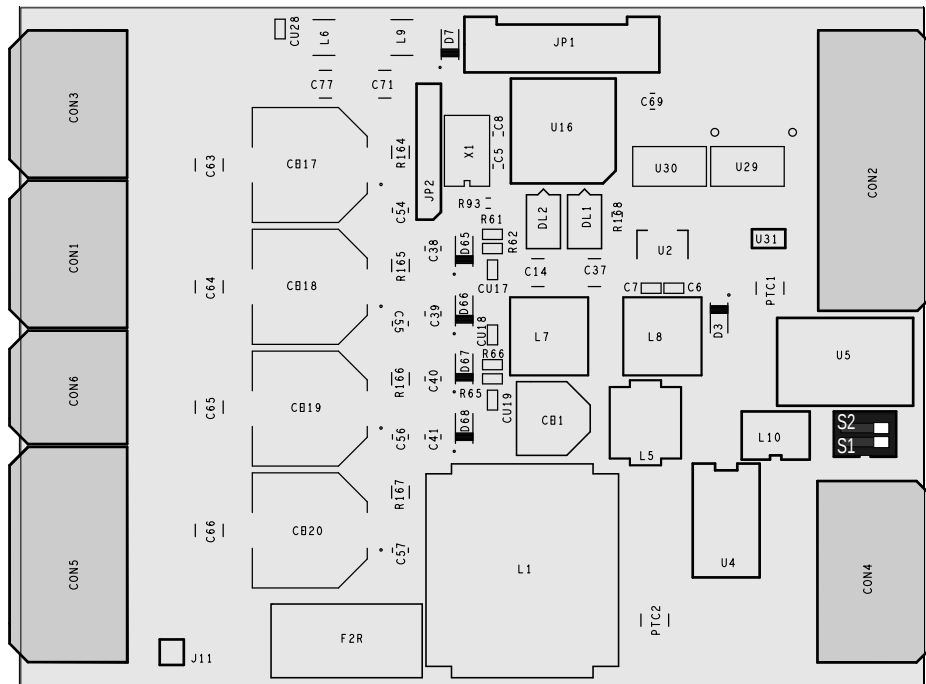 CU28
L6
L9
D7
JP1
C77
C71
C69
CON3
C63
CB17
R164
JP2
X1
C8
C5
U16
U30
U29
CON2
C54
R93
R61
R62
DL2
DL1
R168
U2
U31
CON1
C64
CB18
R165
C38
D65
CU17
C14
C37
C7
C6
PTC1
C55
C39
D66
CU18
L7
L8
D3
U5
CON6
C65
CB19
R166
C40
D67
R66
R65
CU19
CB1
L5
L10
S2
S1
C56
C41
D68
CON5
C66
CB20
R167
C57
L1
U4
CON4
F2R
PTC2
J11